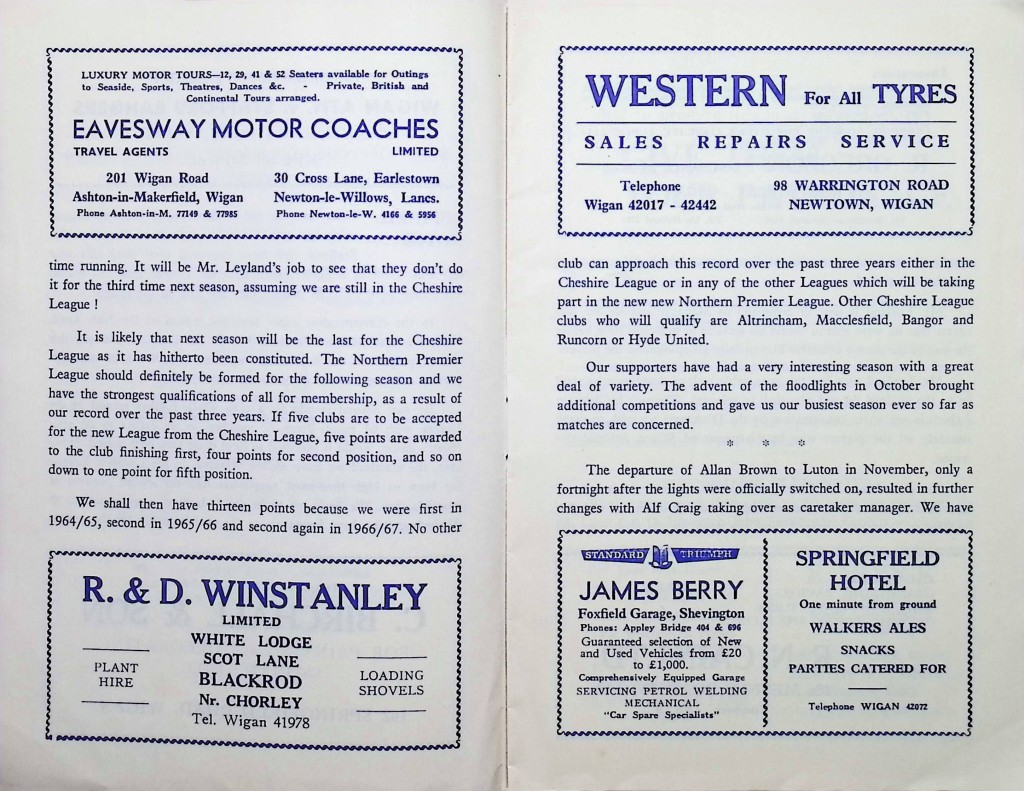 LUXURY MOTOR TOURS—12, 29, 41 & 52 Seaters available for Outings
to Seaside, Sports, Theatres, Dances &c. - Private, British and
Continental Tours arranged.
EAVESWAY MOTOR COACHES
TRAVEL AGENTS LIMITED
201 Wigan Road 30 Cross Lane, Earlestown
Ashton-in-Makerfield, Wigan Newton-le-Willows, Lancs.
Phone Ashton-in-M. 77149 & 77985 Phone Newton-le-W. 4166 & 5956
time running. It will be Mr. Leyland's job to see that they don't do
it for the third time next season, assuming we are still in the Cheshire
League !
It is likely that next season will be the last for the Cheshire
League as it has hitherto been constituted. The Northern Premier
League should definitely be formed for the following season and we
have the strongest qualifications of all for membership, as a result of
our record over the past three years. If five clubs are to be accepted
for the new League from the Cheshire League, five points are awarded
to the club finishing first, four points for second position, and so on
down to one point for fifth position.
We shall then have thirteen points because we were first in
1964/65, second in 1965/66 and second again in 1966/67. No other
R. & D. WINSTANLEY
LIMITED
WHITE LODGE
SCOT LANE
BLACKROD
Nr. CHORLEY
Tel. Wigan 41978
PLANT
HIRE
LOADING
SHOVELS
WESTERN For All TYRES
SALES REPAIRS SERVICE
Telephone 98 WARRINGTON ROAD
Wigan 42017 - 42442 NEWTOWN, WIGAN
club can approach this record over the past three years either in the
Cheshire League or in any of the other Leagues which will be taking
part in the new new Northern Premier League. Other Cheshire League
clubs who will qualify are Altrincham, Macclesfield, Bangor and
Runcorn or Hyde United.
Our supporters have had a very interesting season with a great
deal of variety. The advent of the floodlights in October brought
additional competitions and gave us our busiest season ever so far as
matches are concerned.
* * *
The departure of Allan Brown to Luton in November, only a
fortnight after the lights were officially switched on, resulted in further
changes with Alf Craig taking over as caretaker manager. We have
STANDARD TRIUMPH
JAMES BERRY
Foxfield Garage, Shevington
Phones: Appley Bridge 404 & 696
Guaranteed selection of New
and Used Vehicles from £20
to £1,000.
Comprehensively Equipped Garage
SERVICING PETROL WELDING
MECHANICAL
"Car Spare Specialists"
SPRINGFIELD
HOTEL
One minute from ground
WALKERS ALES
SNACKS
PARTIES CATERED FOR
Telephone WIGAN 42072